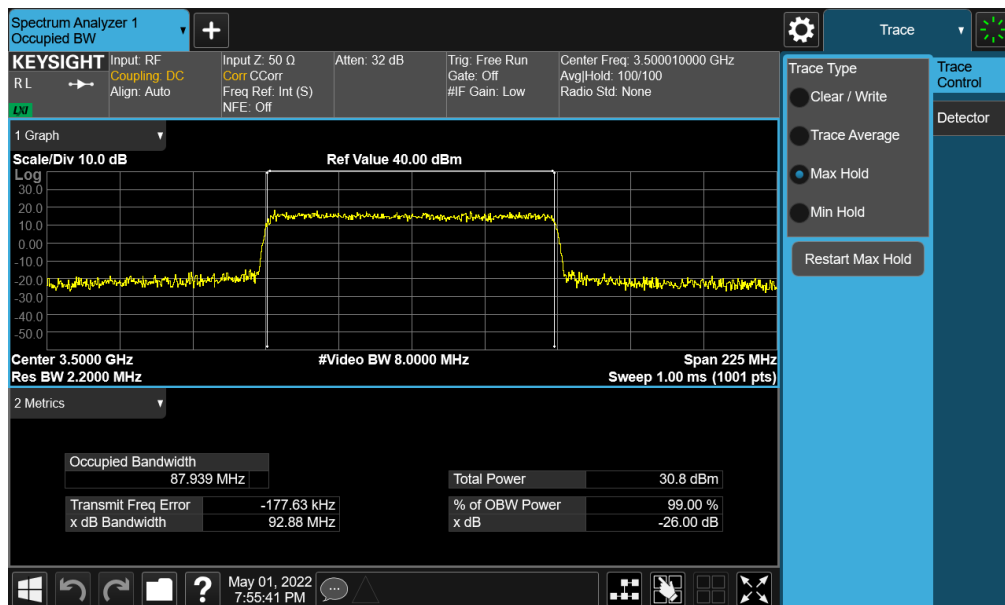 Spectrum Analyzer 1
Occupied BW
+
Trace
KEYSIGHT
R L
LXI
Input: RF
Coupling: DC
Align: Auto
Input Z: 50 Ω
Corr CCorr
Freq Ref: Int (S)
NFE: Off
Atten: 32 dB
Trig: Free Run
Gate: Off
#IF Gain: Low
Center Freq: 3.500010000 GHz
Avg|Hold: 100/100
Radio Std: None
Trace Type
Clear / Write
Trace Average
Max Hold
Min Hold
Restart Max Hold
Trace
Control
Detector
1 Graph
Scale/Div 10.0 dB
Ref Value 40.00 dBm
Log
30.0
20.0
10.0
0.00
-10.0
-20.0
-30.0
-40.0
-50.0
Center 3.5000 GHz
#Video BW 8.0000 MHz
Span 225 MHz
Res BW 2.2000 MHz
Sweep 1.00 ms (1001 pts)
2 Metrics
Occupied Bandwidth
87.939 MHz
Total Power 30.8 dBm
Transmit Freq Error -177.63 kHz
% of OBW Power 99.00 %
x dB Bandwidth 92.88 MHz
x dB -26.00 dB
?
May 01, 2022
7:55:41 PM